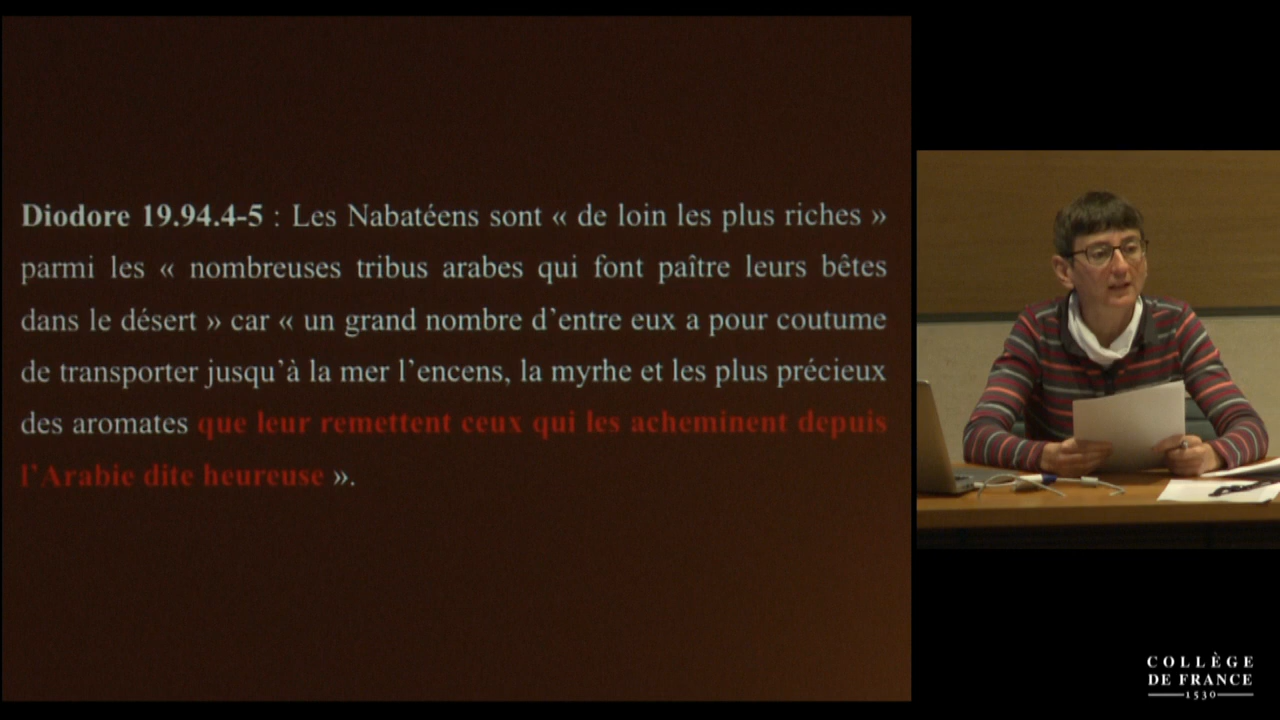 Diodore 19.94.4-5 : Les Nabatéens sont « de loin les plus riches »
parmi les « nombreuses tribus arabes qui font paître leurs bêtes
dans le désert » car « un grand nombre d’entre eux a pour coutume
de transporter jusqu’à la mer l’encens, la myrhe et les plus précieux
des aromates que leur remettent ceux qui les acheminent depuis
l’Arabie dite heureuse ».
COLLÈGE
DE FRANCE
1530